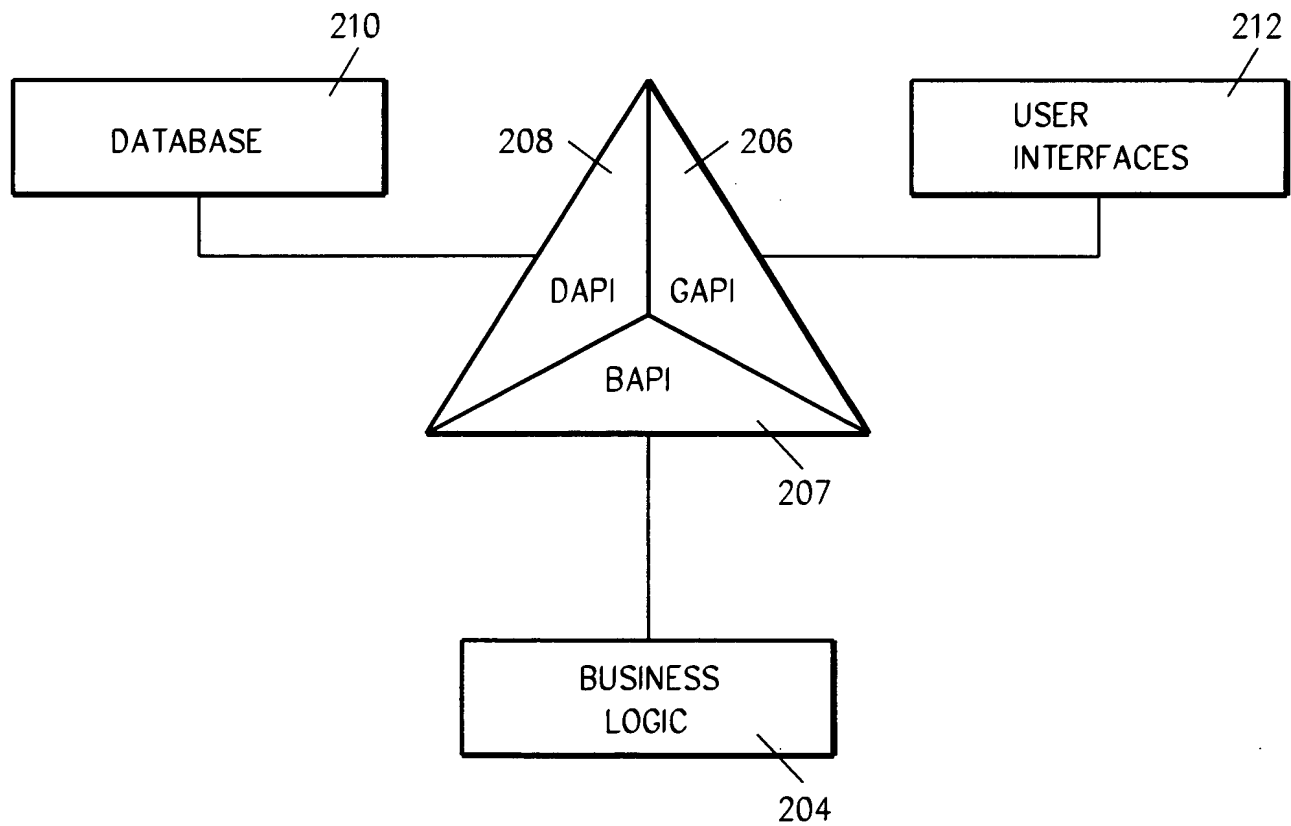 210
212
DATABASE
USER
INTERFACES
208
206
DAPI
GAPI
BAPI
207
BUSINESS
LOGIC
204